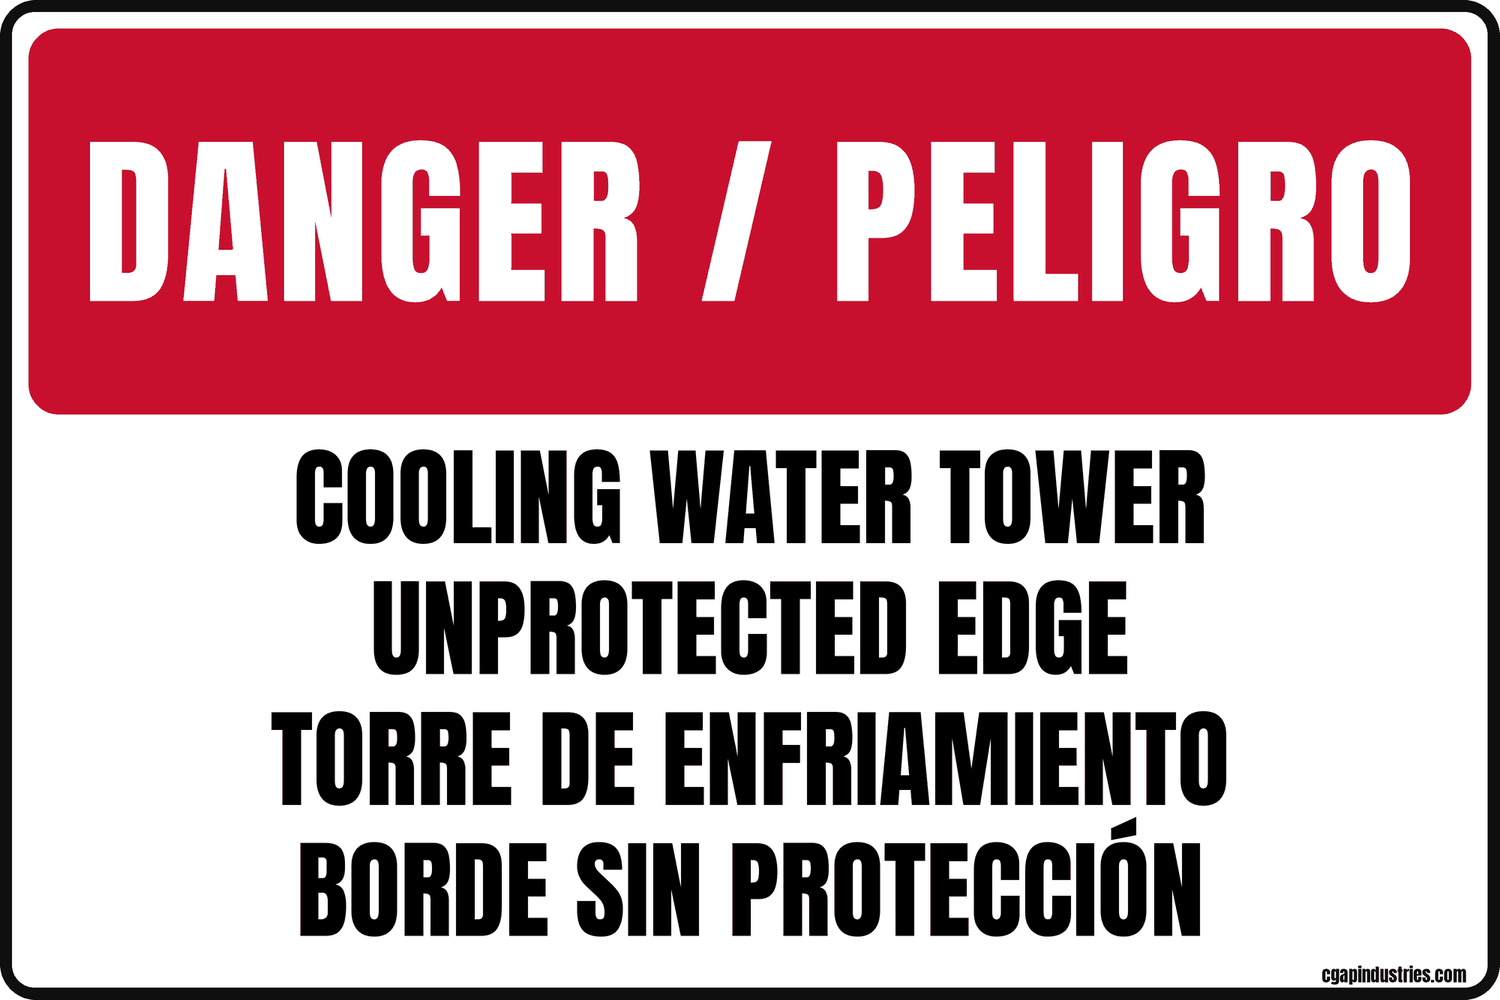 DANGER / PELIGRO
COOLING WATER TOWER
UNPROTECTED EDGE
TORRE DE ENFRIAMIENTO
BORDE SIN PROTECCIÓN
cgapindustries.com